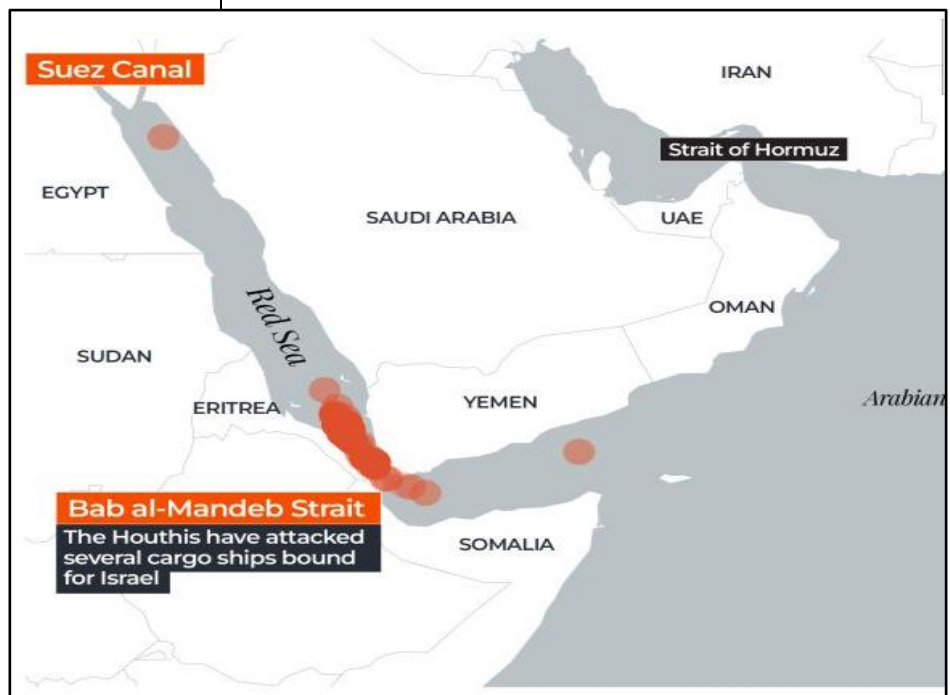 Suez Canal
IRAN
Strait of Hormuz
EGYPT
SAUDI ARABIA
UAE
Red Sea
OMAN
SUDAN
ERITREA
YEMEN
Arabian
Bab al-Mandeb Strait
The Houthis have attacked
several cargo ships bound
for Israel
SOMALIA